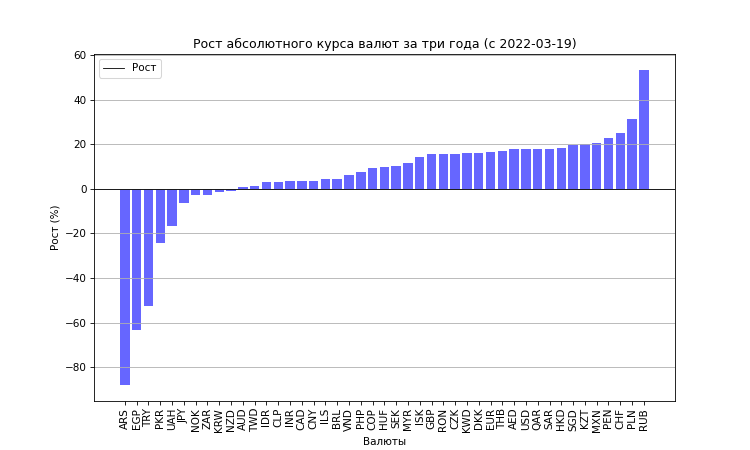 Рост абсолютного курса валют за три года (с 2022-03-19)
Рост
60
40
20
0
−20
−40
−60
−80
Рост (%)
ARS
EGP
TRY
PKR
UAH
JPY
NOK
ZAR
KRW
NZD
AUD
TWD
IDR
CLP
INR
CAD
CNY
ILS
BRL
VND
PHP
COP
HUF
SEK
MYR
ISK
GBP
RON
CZK
KWD
DKK
EUR
THB
AED
USD
QAR
SAR
HKD
SGD
KZT
MXN
PEN
CHF
PLN
RUB
Валюты